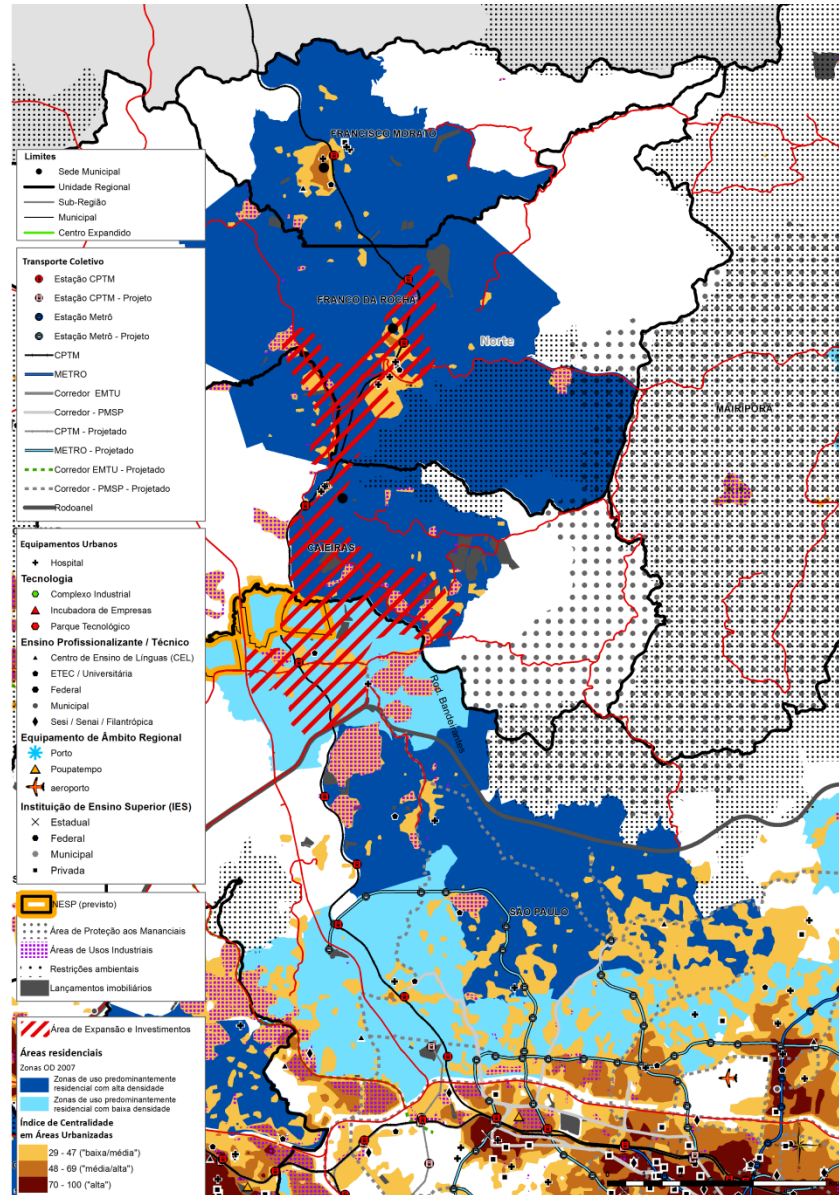 Limites
Sede Municipal
Unidade Regional
Sub-Região
Municipal
Centro Expandido
Transporte Coletivo
Estação CPTM
Estação CPTM - Projeto
Estação Metrô
Estação Metrô - Projeto
CPTM
METRO
Corredor EMTU
Corredor - PMSP
CPTM - Projetado
METRO - Projetado
Corredor EMTU - Projetado
Corredor - PMSP - Projetado
Rodoanel
Equipamentos Urbanos
Hospital
Tecnologia
Complexo Industrial
Incubadora de Empresas
Parque Tecnológico
Ensino Profissionalizante / Técnico
Centro de Ensino de Línguas (CEL)
ETEC / Universitária
Federal
Municipal
Sesi / Senai / Filantrópica
Equipamento de Âmbito Regional
Porto
Poupatempo
aeroporto
Instituição de Ensino Superior (IES)
Estadual
Federal
Municipal
Privada
NESP (previsto)
Área de Proteção aos Mananciais
Áreas de Usos Industriais
Restrições ambientais
Lançamentos imobiliários
Área de Expansão e Investimentos
Áreas residenciais
Zonas OD 2007
Zonas de uso predominantemente
residencial com alta densidade
Zonas de uso predominantemente
residencial com baixa densidade
Índice de Centralidade
em Áreas Urbanizadas
29 - 47 ("baixa/média")
48 - 69 ("média/alta")
70 - 100 ("alta")
FRANCISCO MORATO
FRANCO DA ROCHA
Norte
MAIRIPORÃ
CAIEIRAS
Rod. Bandeirantes
SÃO PAULO